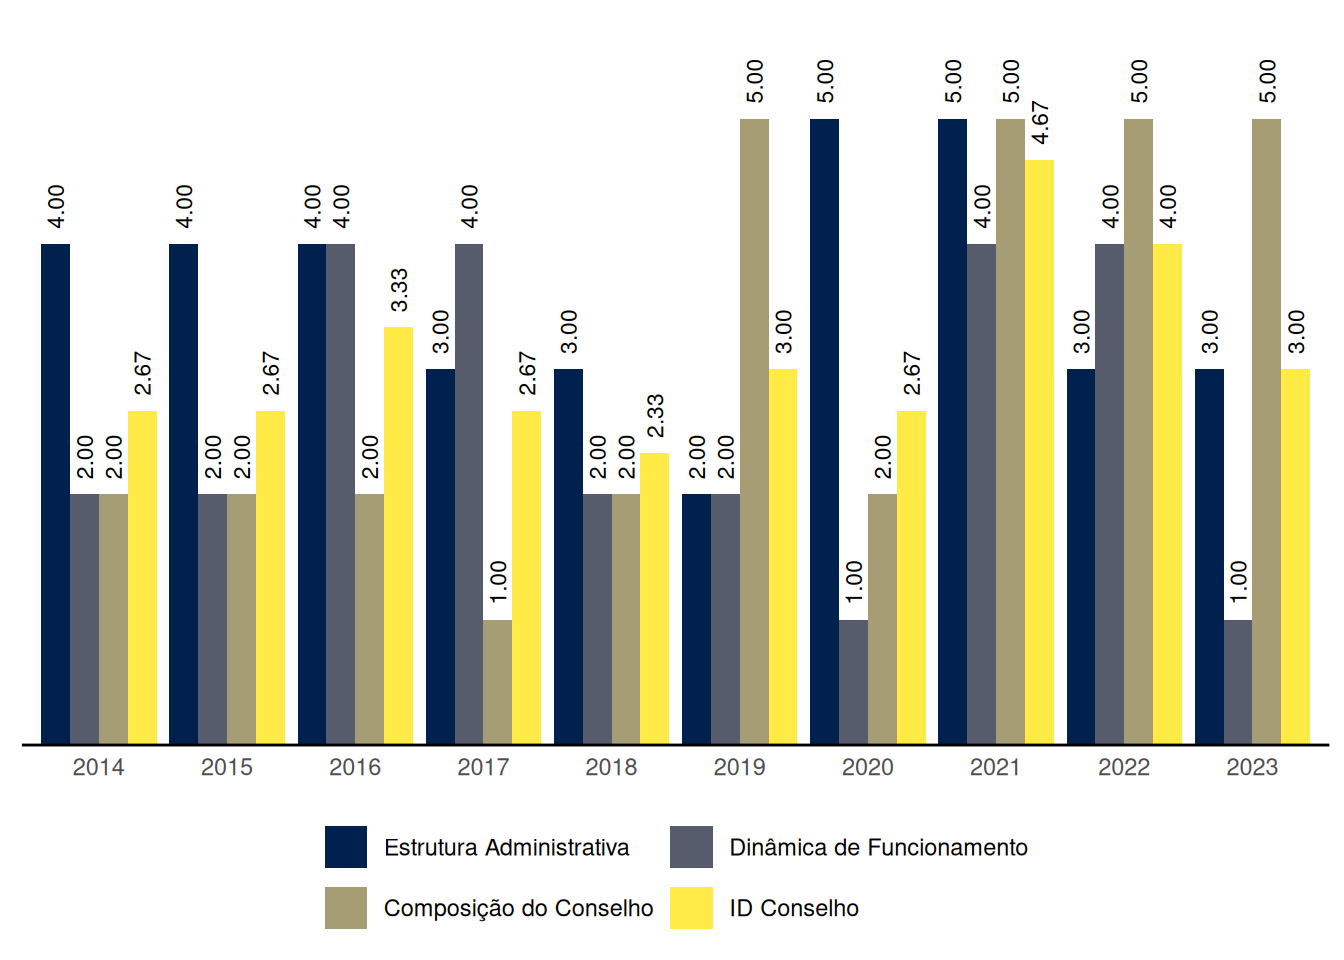 5.00 5.00 5.00 5.00 5.00 5.00
4.67
4.00 4.00 4.00 4.00 4.00 4.00 4.00 4.00
3.33
3.00 3.00 3.00 3.00 3.00 3.00
2.67 2.67 2.67 2.67
2.33
2.00 2.00 2.00 2.00 2.00 2.00 2.00 2.00 2.00 2.00
1.00 1.00 1.00
2014 2015 2016 2017 2018 2019 2020 2021 2022 2023
Estrutura Administrativa Dinâmica de Funcionamento
Composição do Conselho ID Conselho